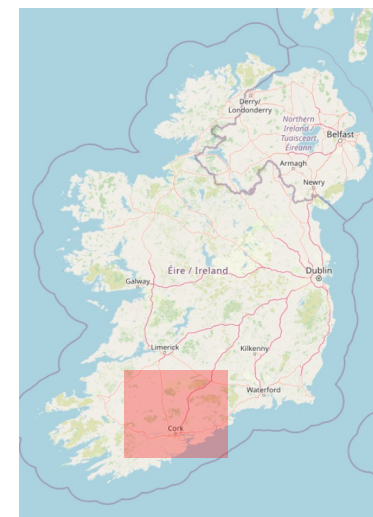 Derry/
Londonderry
Northern
Ireland
Tuaisceart
Éireann
Belfast
Armagh
Newry
Éire / Ireland
Dublin
Galway
Limerick
Kilkenny
Waterford
Cork